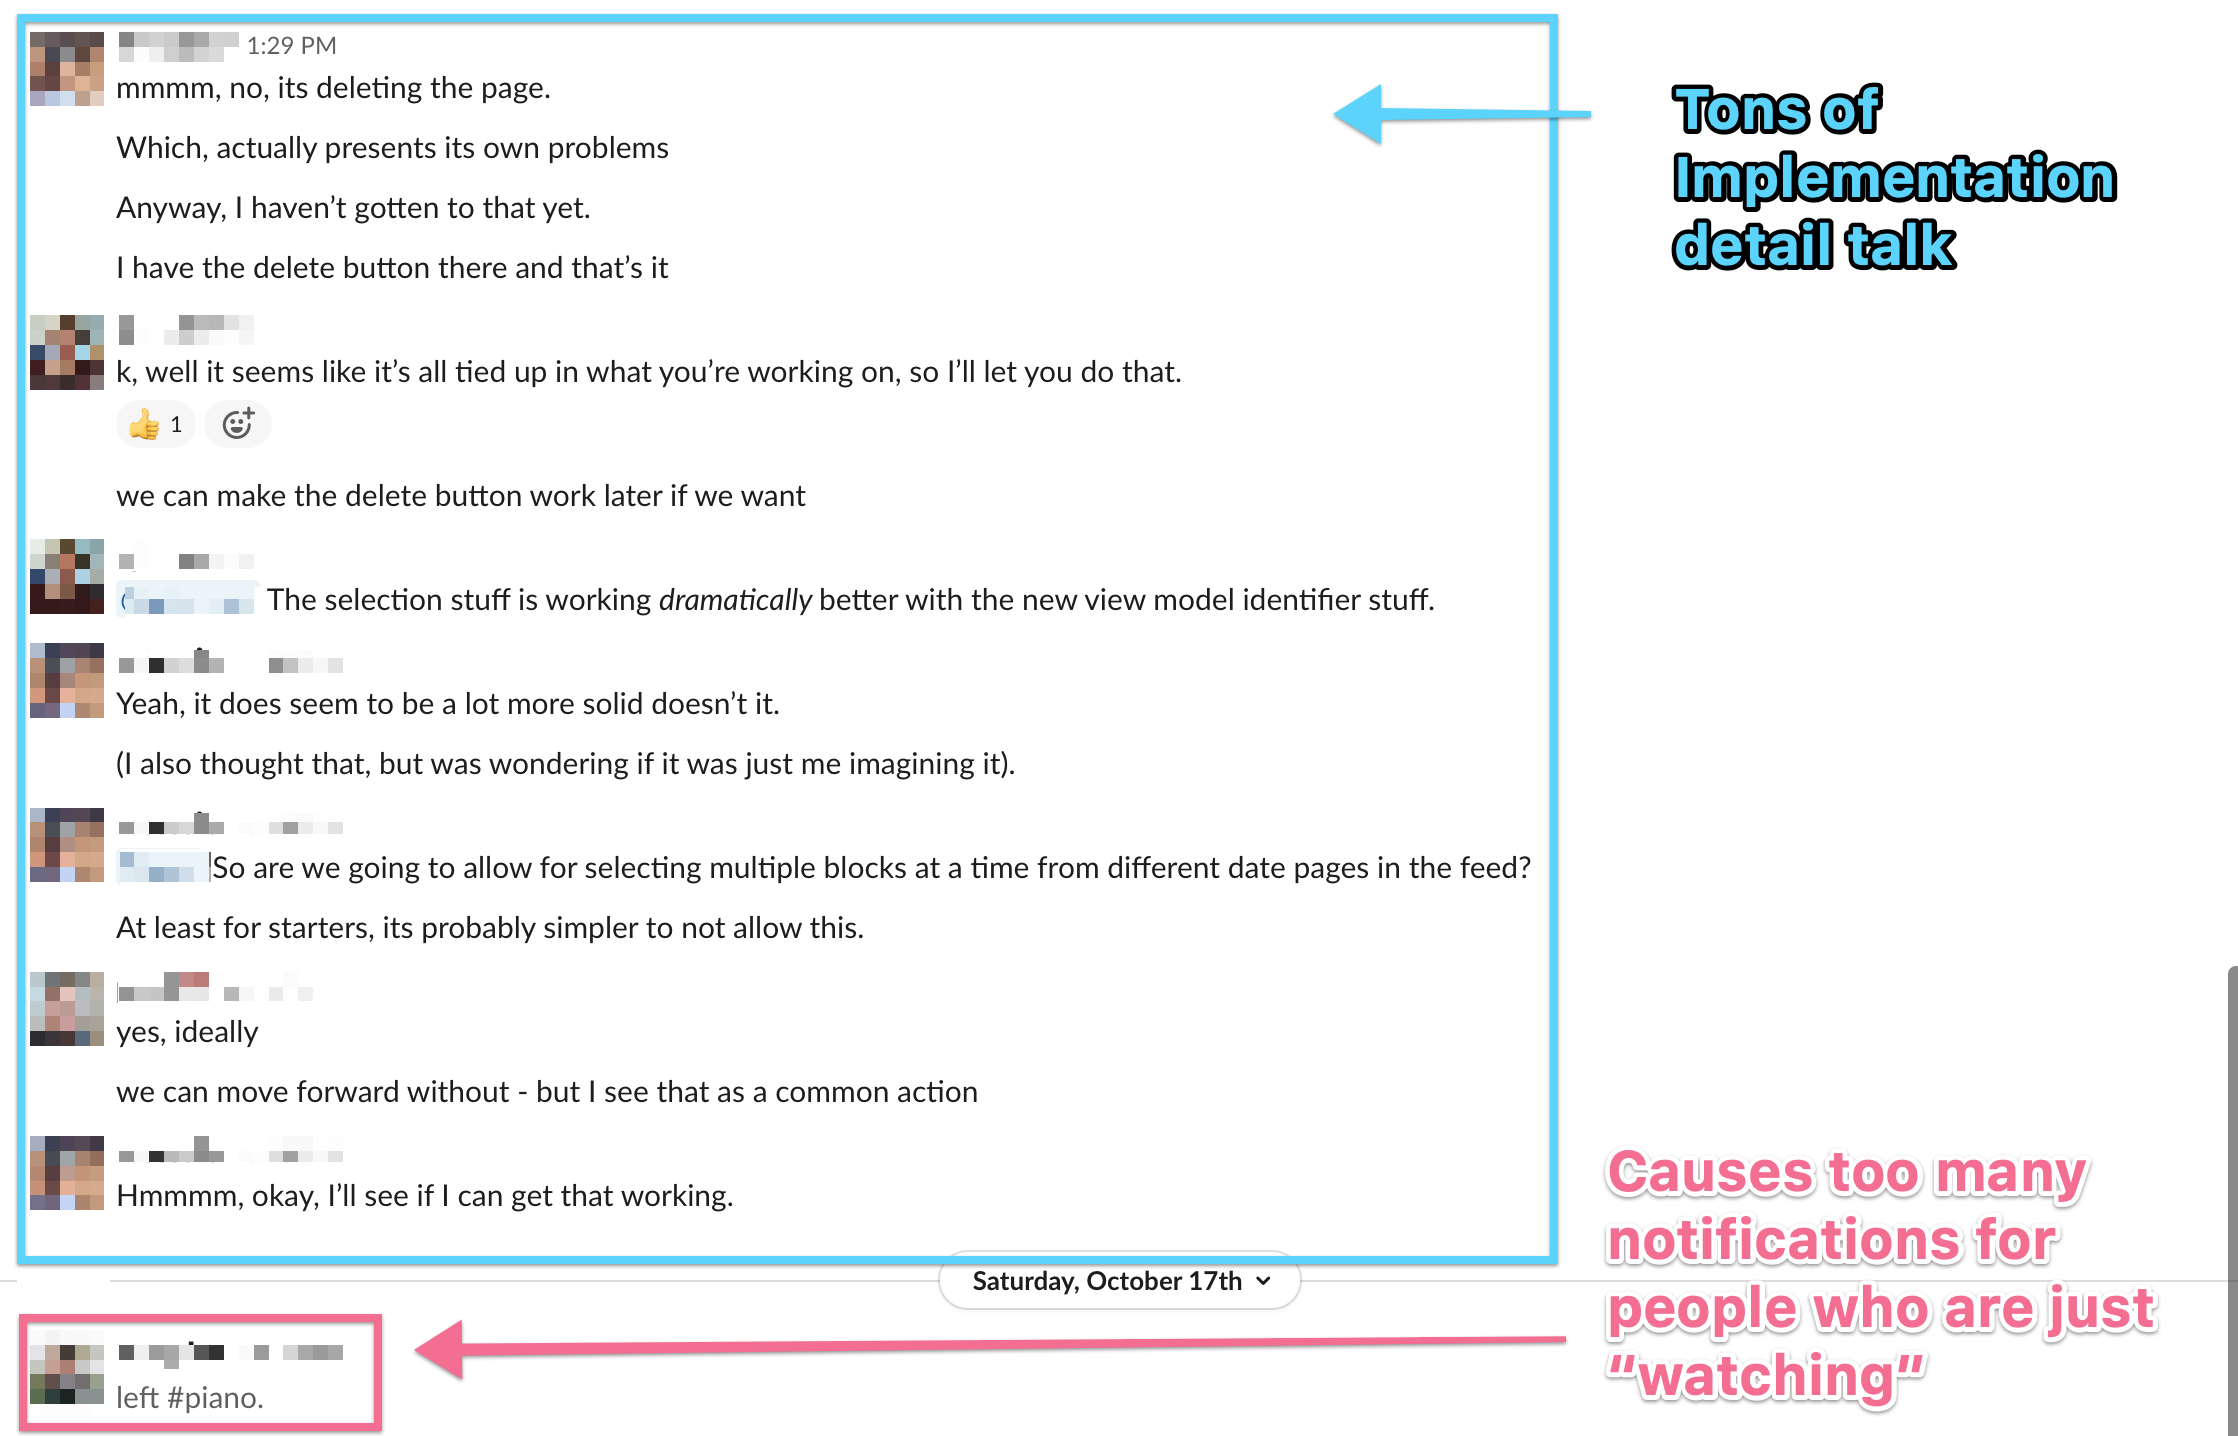 1:29 PM
mmmm, no, its deleting the page.
Which, actually presents its own problems
Anyway, I haven’t gotten to that yet.
I have the delete button there and that’s it
k, well it seems like it’s all tied up in what you’re working on, so I’ll let you do that.
👍 1
we can make the delete button work later if we want
The selection stuff is working dramatically better with the new view model identifier stuff.
Yeah, it does seem to be a lot more solid doesn’t it.
(I also thought that, but was wondering if it was just me imagining it).
So are we going to allow for selecting multiple blocks at a time from different date pages in the feed?
At least for starters, its probably simpler to not allow this.
yes, ideally
we can move forward without - but I see that as a common action
Hmmmm, okay, I’ll see if I can get that working.
Saturday, October 17th
left #piano.
Tons of
Implementation
detail talk
Causes too many
notifications for
people who are just
“watching”